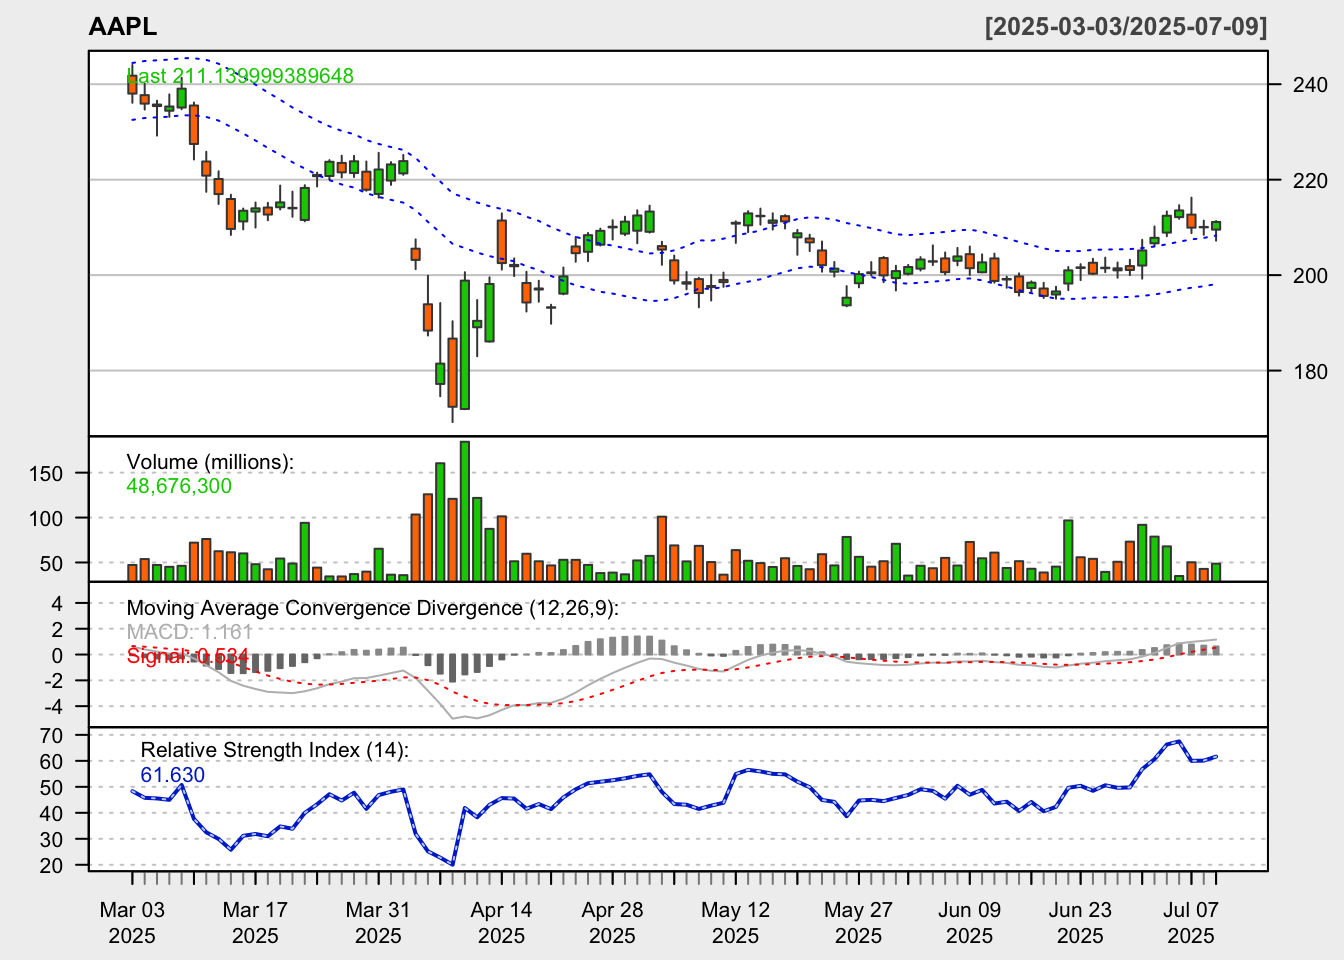 AAPL
[2025-03-03/2025-07-09]
Last 211.139999389648
240
220
200
180
Volume (millions):
48,676,300
150
100
50
Moving Average Convergence Divergence (12,26,9):
MACD: 1.161
Signal: 0.534
4
2
0
-2
-4
Relative Strength Index (14):
61.630
70
60
50
40
30
20
Mar 03 Mar 17 Mar 31 Apr 14 Apr 28 May 12 May 27 Jun 09 Jun 23 Jul 07
2025 2025 2025 2025 2025 2025 2025 2025 2025 2025